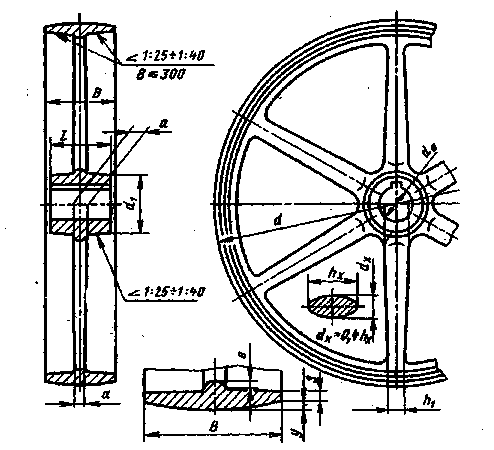 < 1:25÷1:40
B ≤ 300
B
l
a
d₁
< 1:25÷1:40
a
d
dₑ
hₓ
dₓ
dₓ=0,4hₓ
h₁
в
B
y